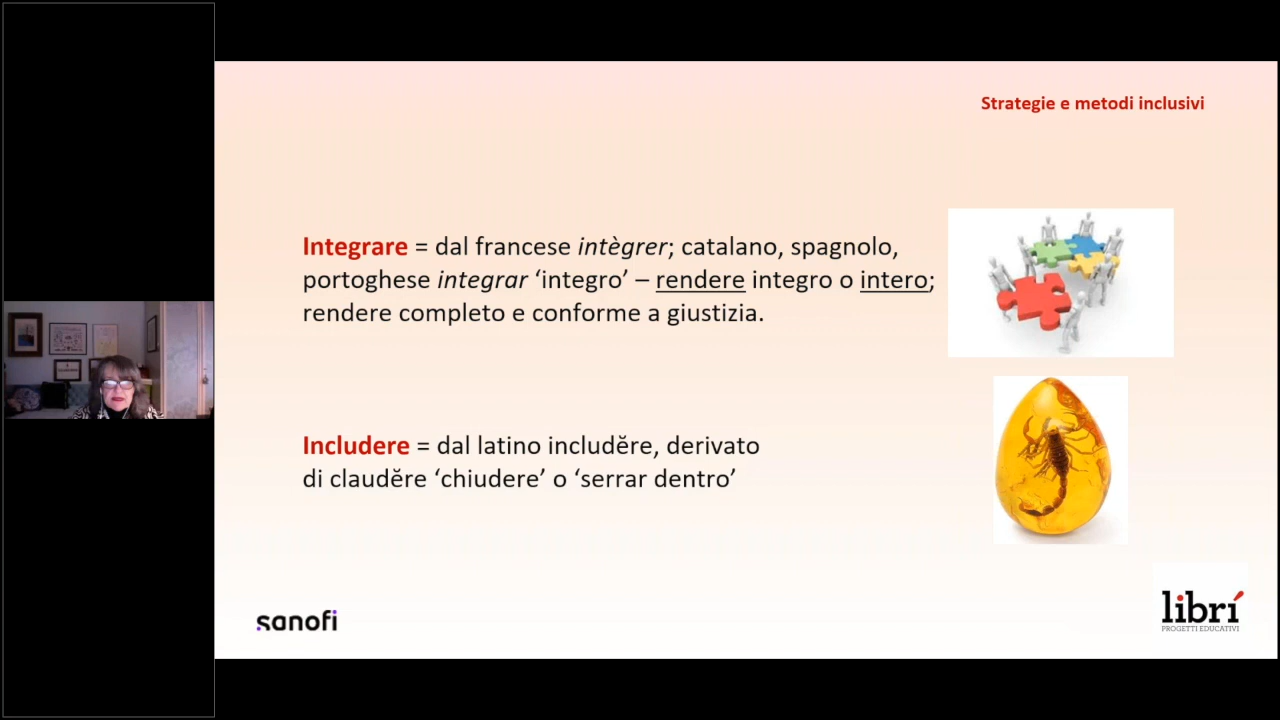 Strategie e metodi inclusivi
Integrare = dal francese intègrer; catalano, spagnolo,
portoghese integrar ‘integro’ – rendere integro o intero;
rendere completo e conforme a giustizia.
Includere = dal latino includĕre, derivato
di claudĕre ‘chiudere’ o ‘serrar dentro’
sanofi
librí
PROGETTI EDUCATIVI